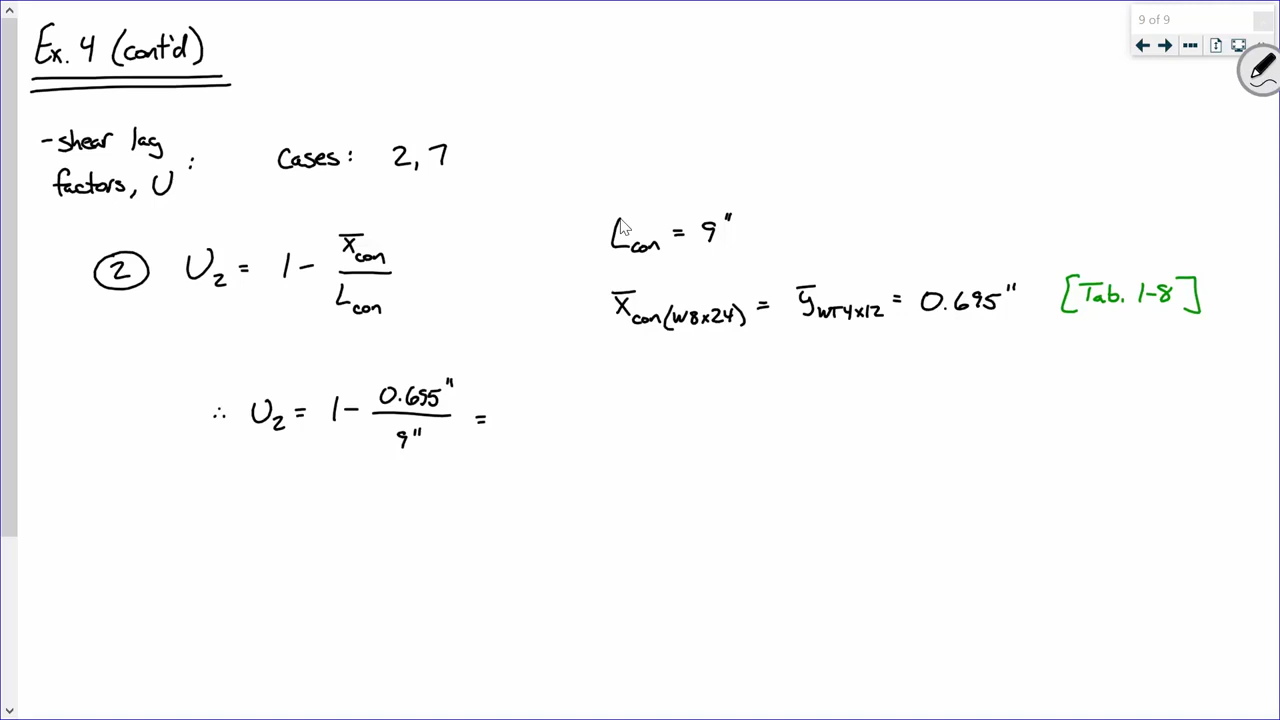 9 of 9
Ex. 4 (cont'd)
- shear lag
factors, U :
Cases: 2, 7
L_con = 9"
② U_2 = 1 - x̄_con / L_con
x̄_con(W8x24) = ȳ_WT4x12 = 0.695" [Tab. 1-8]
∴ U_2 = 1 - 0.695" / 9" =